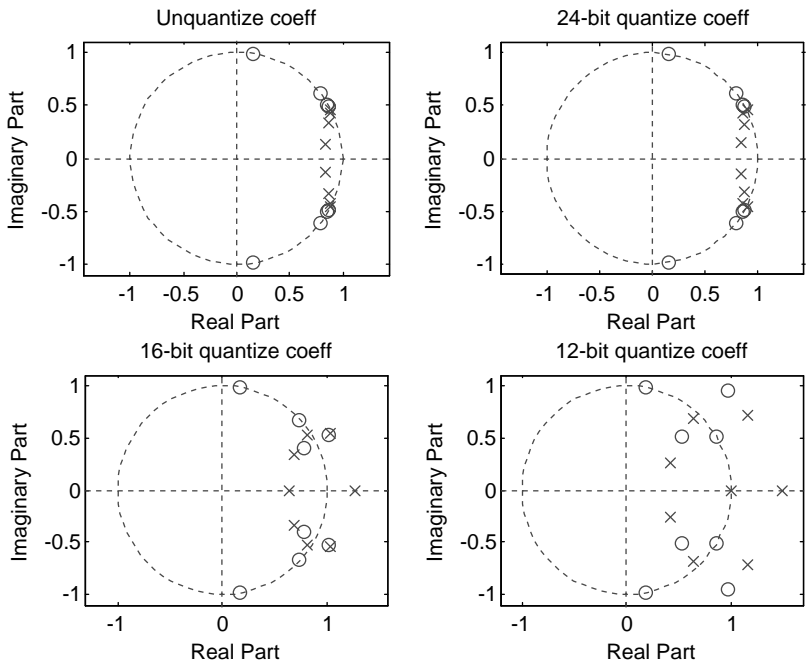 Unquantize coeff
1
0.5
0
-0.5
-1
Imaginary Part
-1 -0.5 0 0.5 1
Real Part
24-bit quantize coeff
1
0.5
0
-0.5
-1
Imaginary Part
-1 -0.5 0 0.5 1
Real Part
16-bit quantize coeff
1
0.5
0
-0.5
-1
Imaginary Part
-1 0 1
Real Part
12-bit quantize coeff
1
0.5
0
-0.5
-1
Imaginary Part
-1 0 1
Real Part